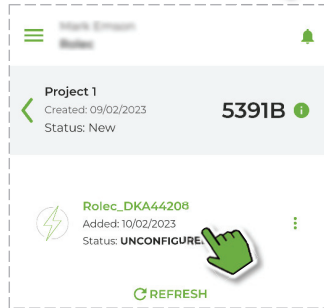 Project 1
Created: 09/02/2023
5391B
Status: New
Rolec_DKA44208
Added: 10/02/2023
Status: UNCONFIGURE
REFRESH